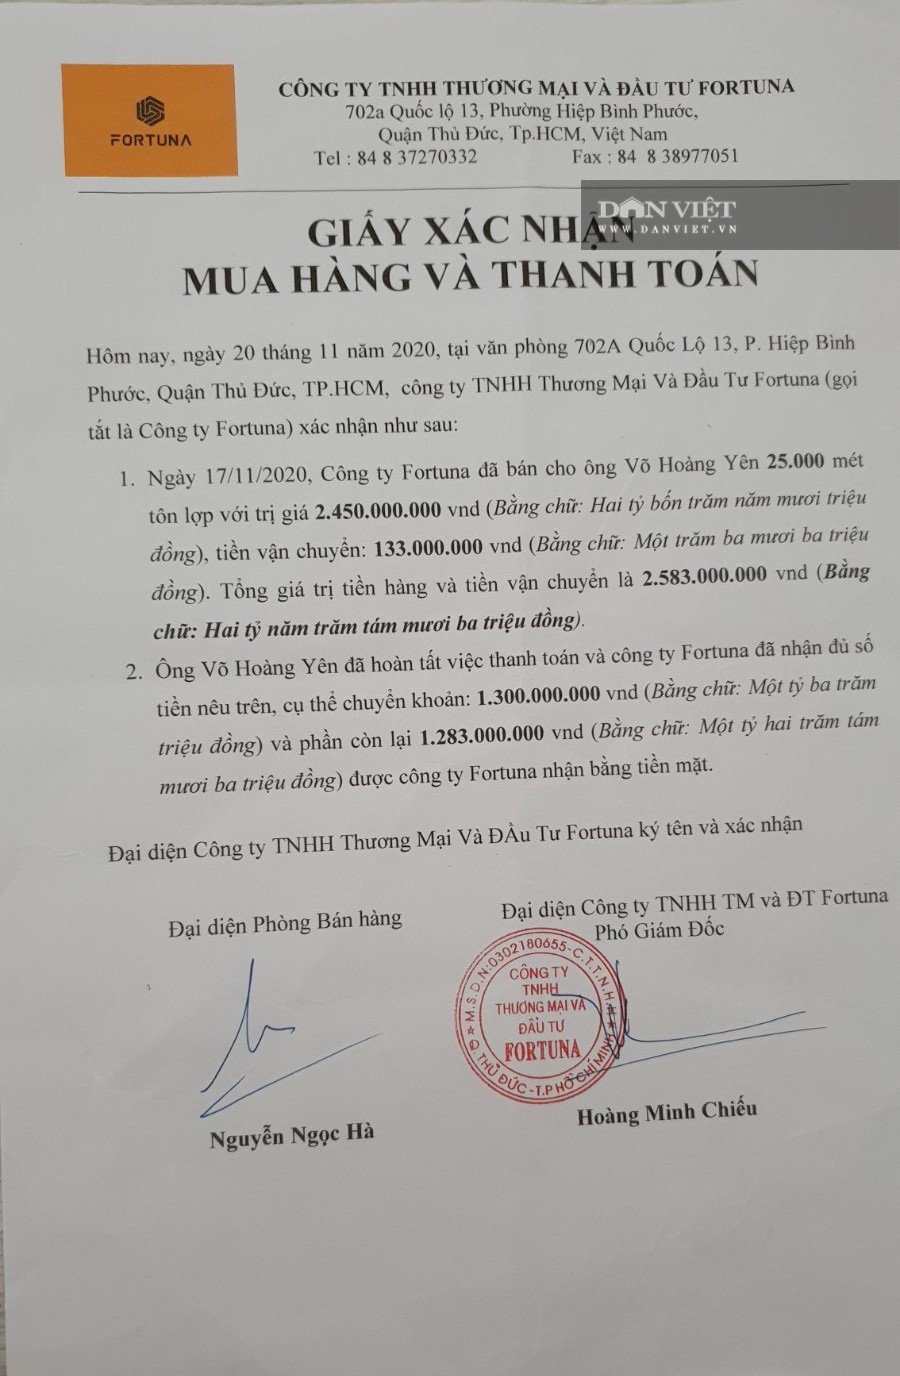 FORTUNA
CÔNG TY TNHH THƯƠNG MẠI VÀ ĐẦU TƯ FORTUNA
702a Quốc lộ 13, Phường Hiệp Bình Phước,
Quận Thủ Đức, Tp.HCM, Việt Nam
Tel : 84 8 37270332 Fax : 84 8 38977051
DÂN VIỆT
WWW.DANVIET.VN
GIẤY XÁC NHẬN
MUA HÀNG VÀ THANH TOÁN
Hôm nay, ngày 20 tháng 11 năm 2020, tại văn phòng 702A Quốc Lộ 13, P. Hiệp Bình
Phước, Quận Thủ Đức, TP.HCM, công ty TNHH Thương Mại Và Đầu Tư Fortuna (gọi
tắt là Công ty Fortuna) xác nhận như sau:
1. Ngày 17/11/2020, Công ty Fortuna đã bán cho ông Võ Hoàng Yên 25.000 mét
tôn lợp với trị giá 2.450.000.000 vnd (Bằng chữ: Hai tỷ bốn trăm năm mươi triệu
đồng), tiền vận chuyển: 133.000.000 vnd (Bằng chữ: Một trăm ba mươi ba triệu
đồng). Tổng giá trị tiền hàng và tiền vận chuyển là 2.583.000.000 vnd (Bằng
chữ: Hai tỷ năm trăm tám mươi ba triệu đồng).
2. Ông Võ Hoàng Yên đã hoàn tất việc thanh toán và công ty Fortuna đã nhận đủ số
tiền nêu trên, cụ thể chuyển khoản: 1.300.000.000 vnd (Bằng chữ: Một tỷ ba trăm
triệu đồng) và phần còn lại 1.283.000.000 vnd (Bằng chữ: Một tỷ hai trăm tám
mươi ba triệu đồng) được công ty Fortuna nhận bằng tiền mặt.
Đại diện Công ty TNHH Thương Mại Và ĐẦu Tư Fortuna ký tên và xác nhận
Đại diện Phòng Bán hàng
Đại diện Công ty TNHH TM và ĐT Fortuna
Phó Giám Đốc
M.S.D.N:0302180655-C.T.T.N.H.H
CÔNG TY
TNHH
THƯƠNG MẠI VÀ
ĐẦU TƯ
FORTUNA
Q. THỦ ĐỨC-T.P HỒ CHÍ MINH
Nguyễn Ngọc Hà
Hoàng Minh Chiếu